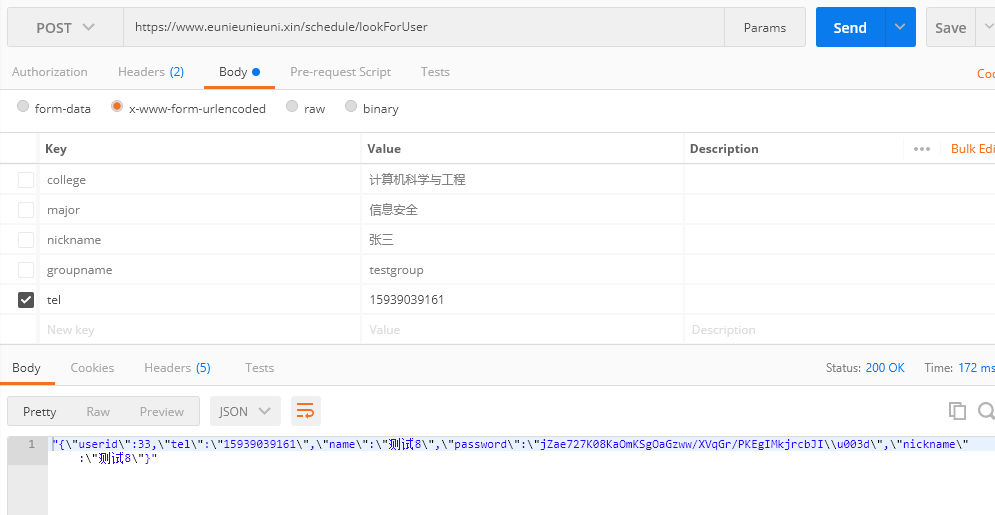 POST https://www.eunieunieuni.xin/schedule/lookForUser Params Send Save
Authorization Headers (2) Body Pre-request Script Tests Coo
form-data x-www-form-urlencoded raw binary
Key Value Description ••• Bulk Edi
college 计算机科学与工程
major 信息安全
nickname 张三
groupname testgroup
tel 15939039161
New key Value Description
Body Cookies Headers (5) Tests Status: 200 OK Time: 172 ms
Pretty Raw Preview JSON
1 "{\"userid\":33,\"tel\":\"15939039161\",\"name\":\"测试8\",\"password\":\"jZae727K08KaOmKSgOaGzww/XVqGr/PKEgIMkjrcbJI\\u003d\",\"nickname\"
:\"测试8\"}"